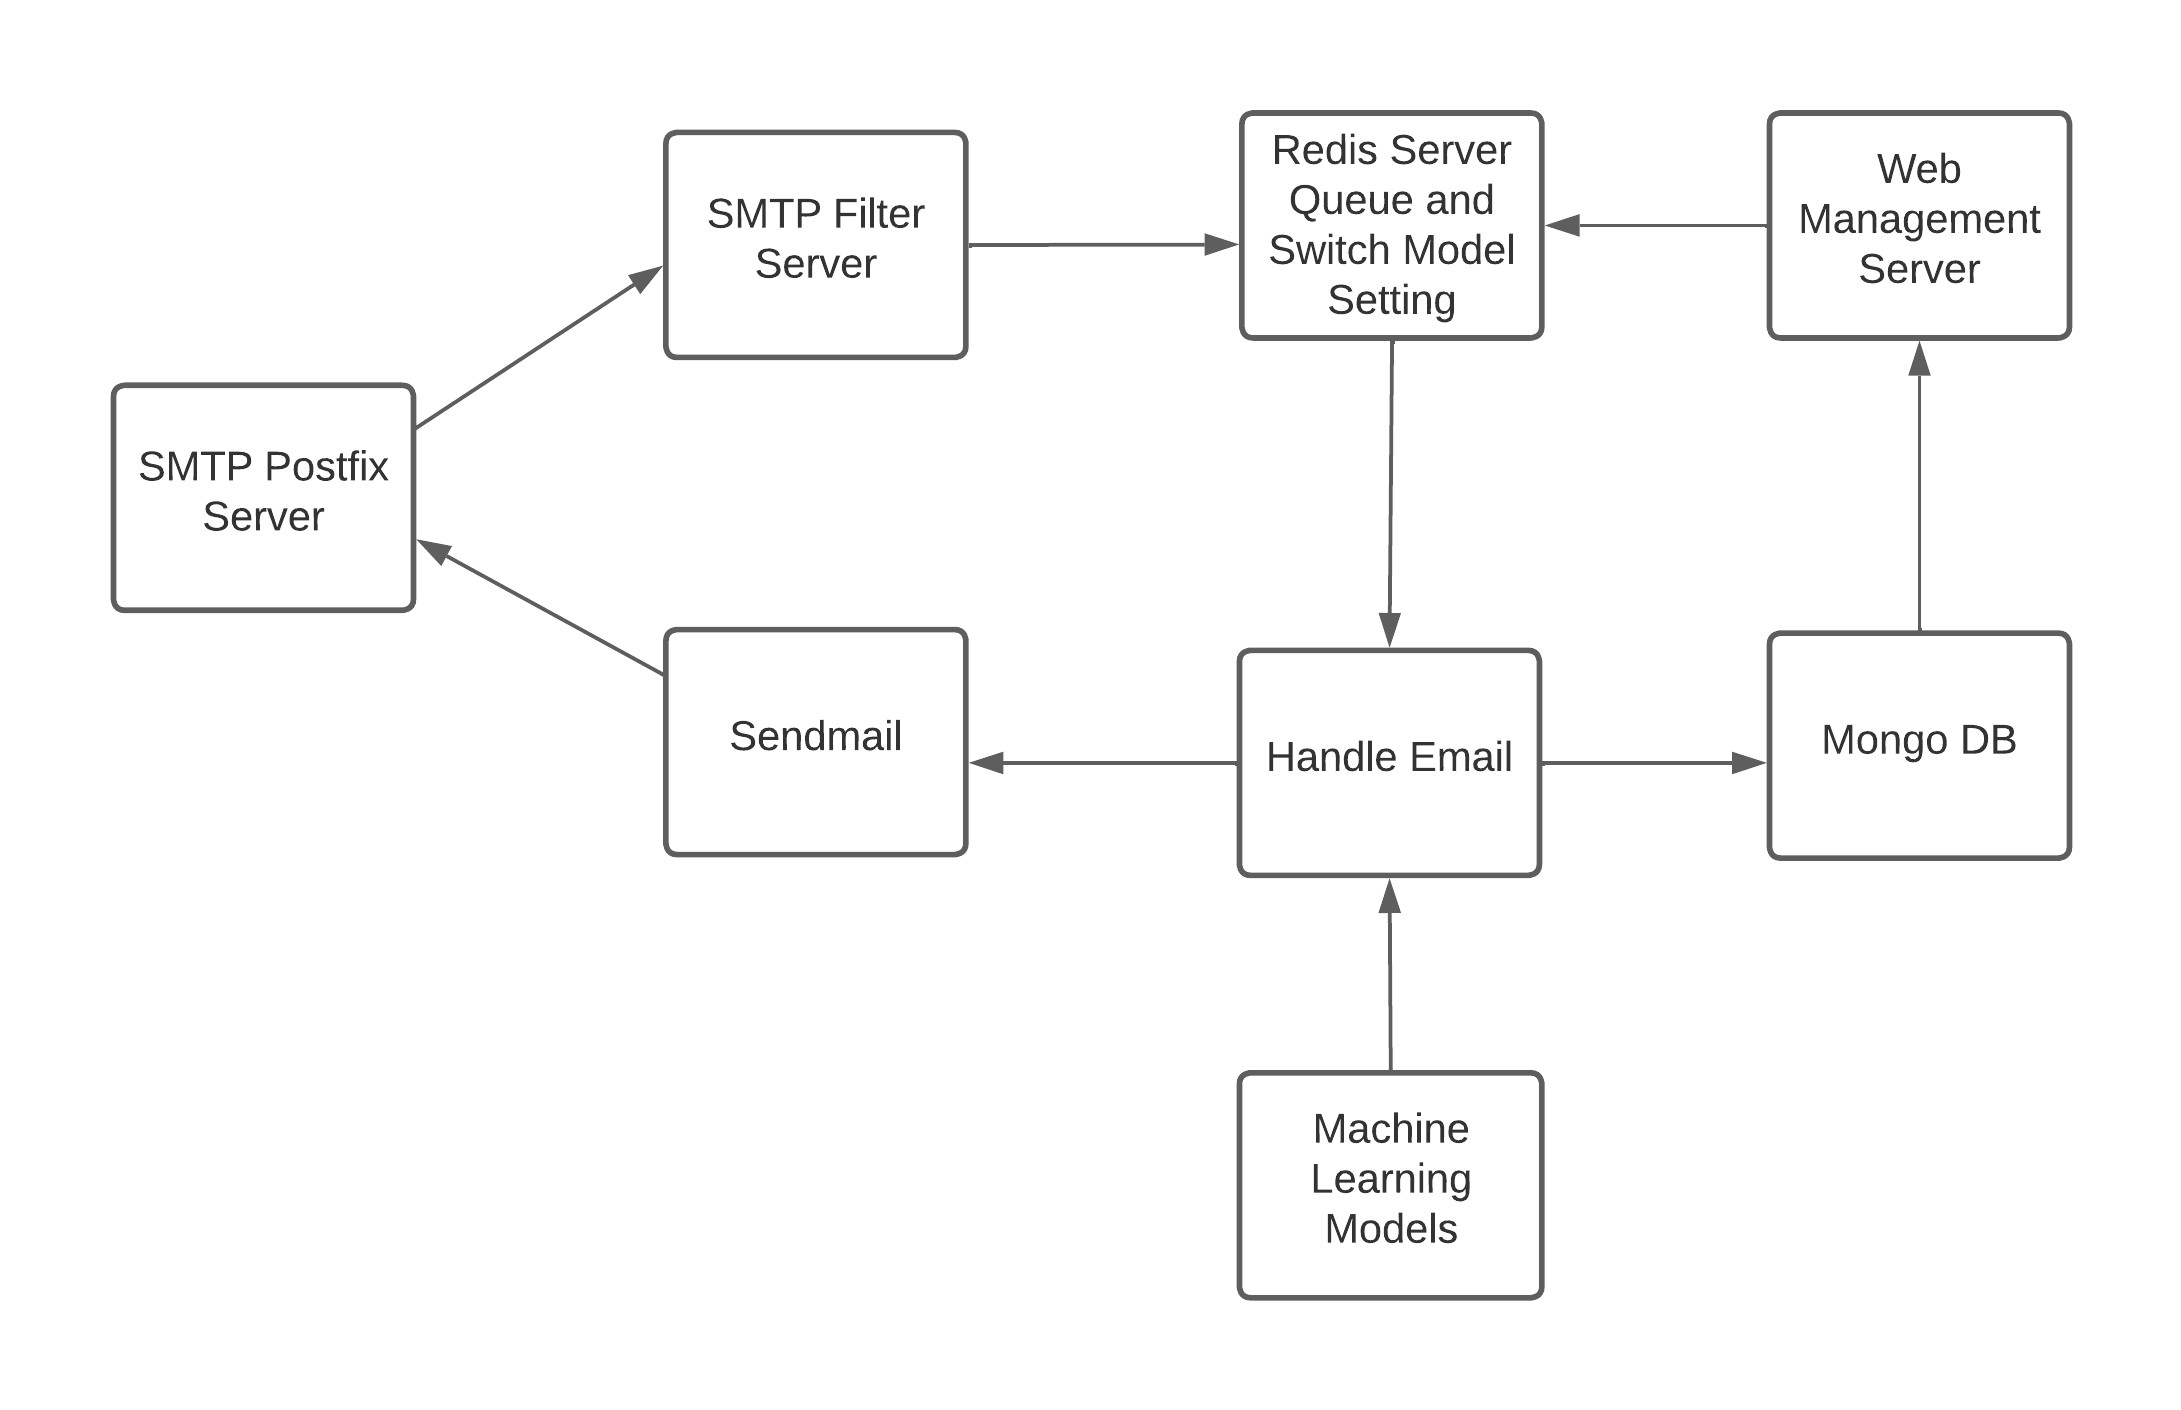 SMTP Filter
Server
Redis Server
Queue and
Switch Model
Setting
Web
Management
Server
SMTP Postfix
Server
Sendmail
Handle Email
Mongo DB
Machine
Learning
Models